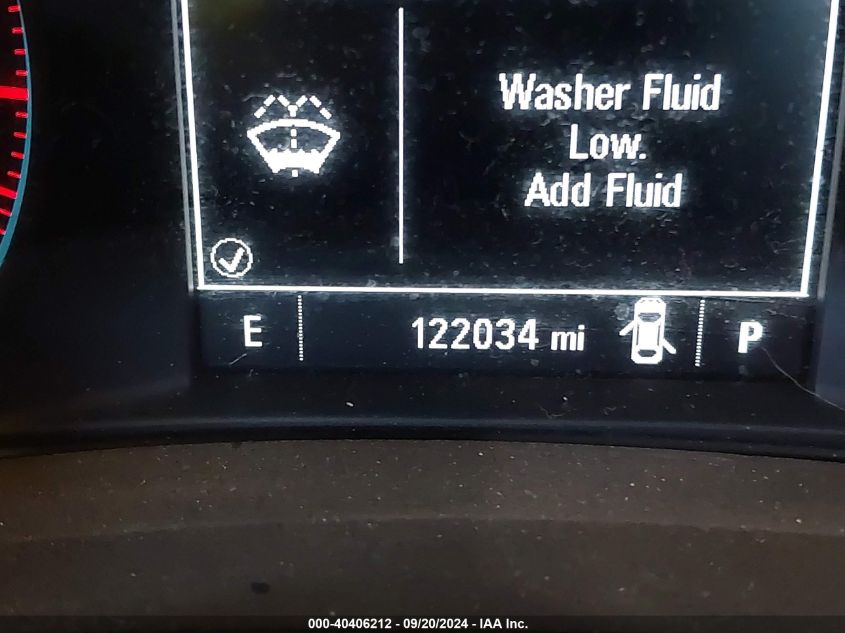 Washer Fluid
Low.
Add Fluid
E 122034 mi P
000-40406212 - 09/20/2024 - IAA Inc.